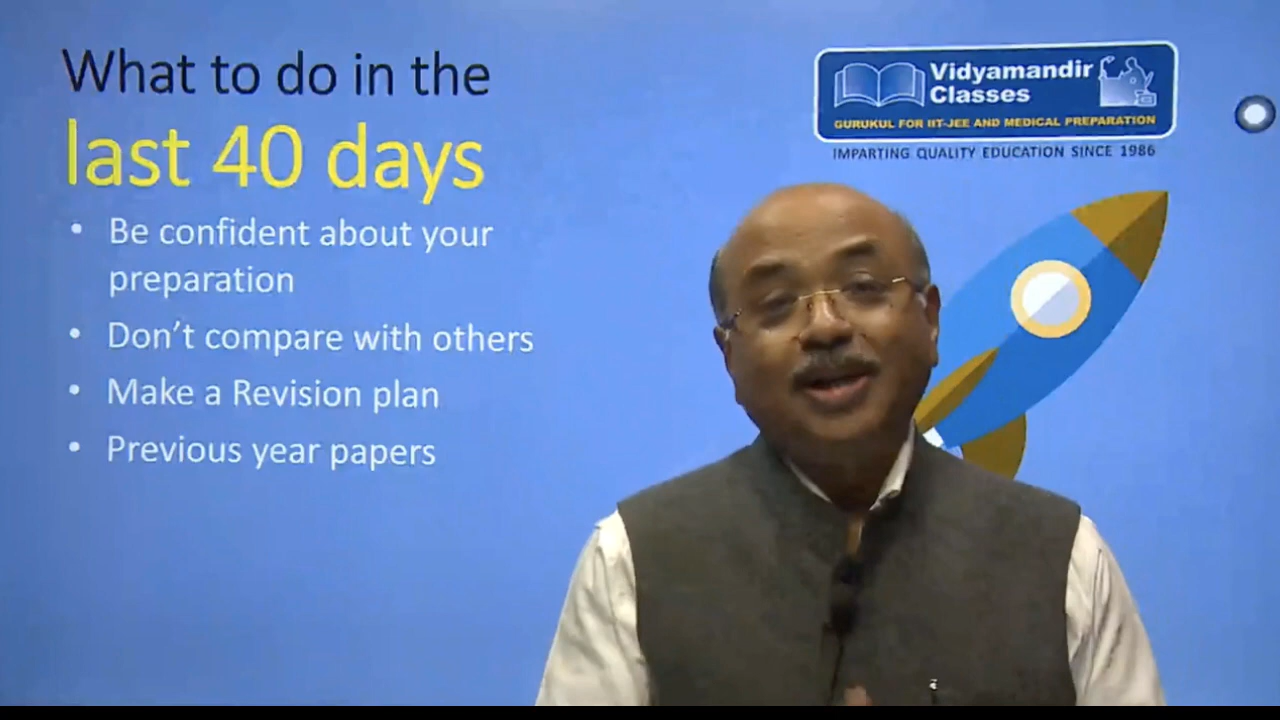 What to do in the
last 40 days
• Be confident about your
preparation
• Don't compare with others
• Make a Revision plan
• Previous year papers
Vidyamandir
Classes
GURUKUL FOR IIT-JEE AND MEDICAL PREPARATION
IMPARTING QUALITY EDUCATION SINCE 1986